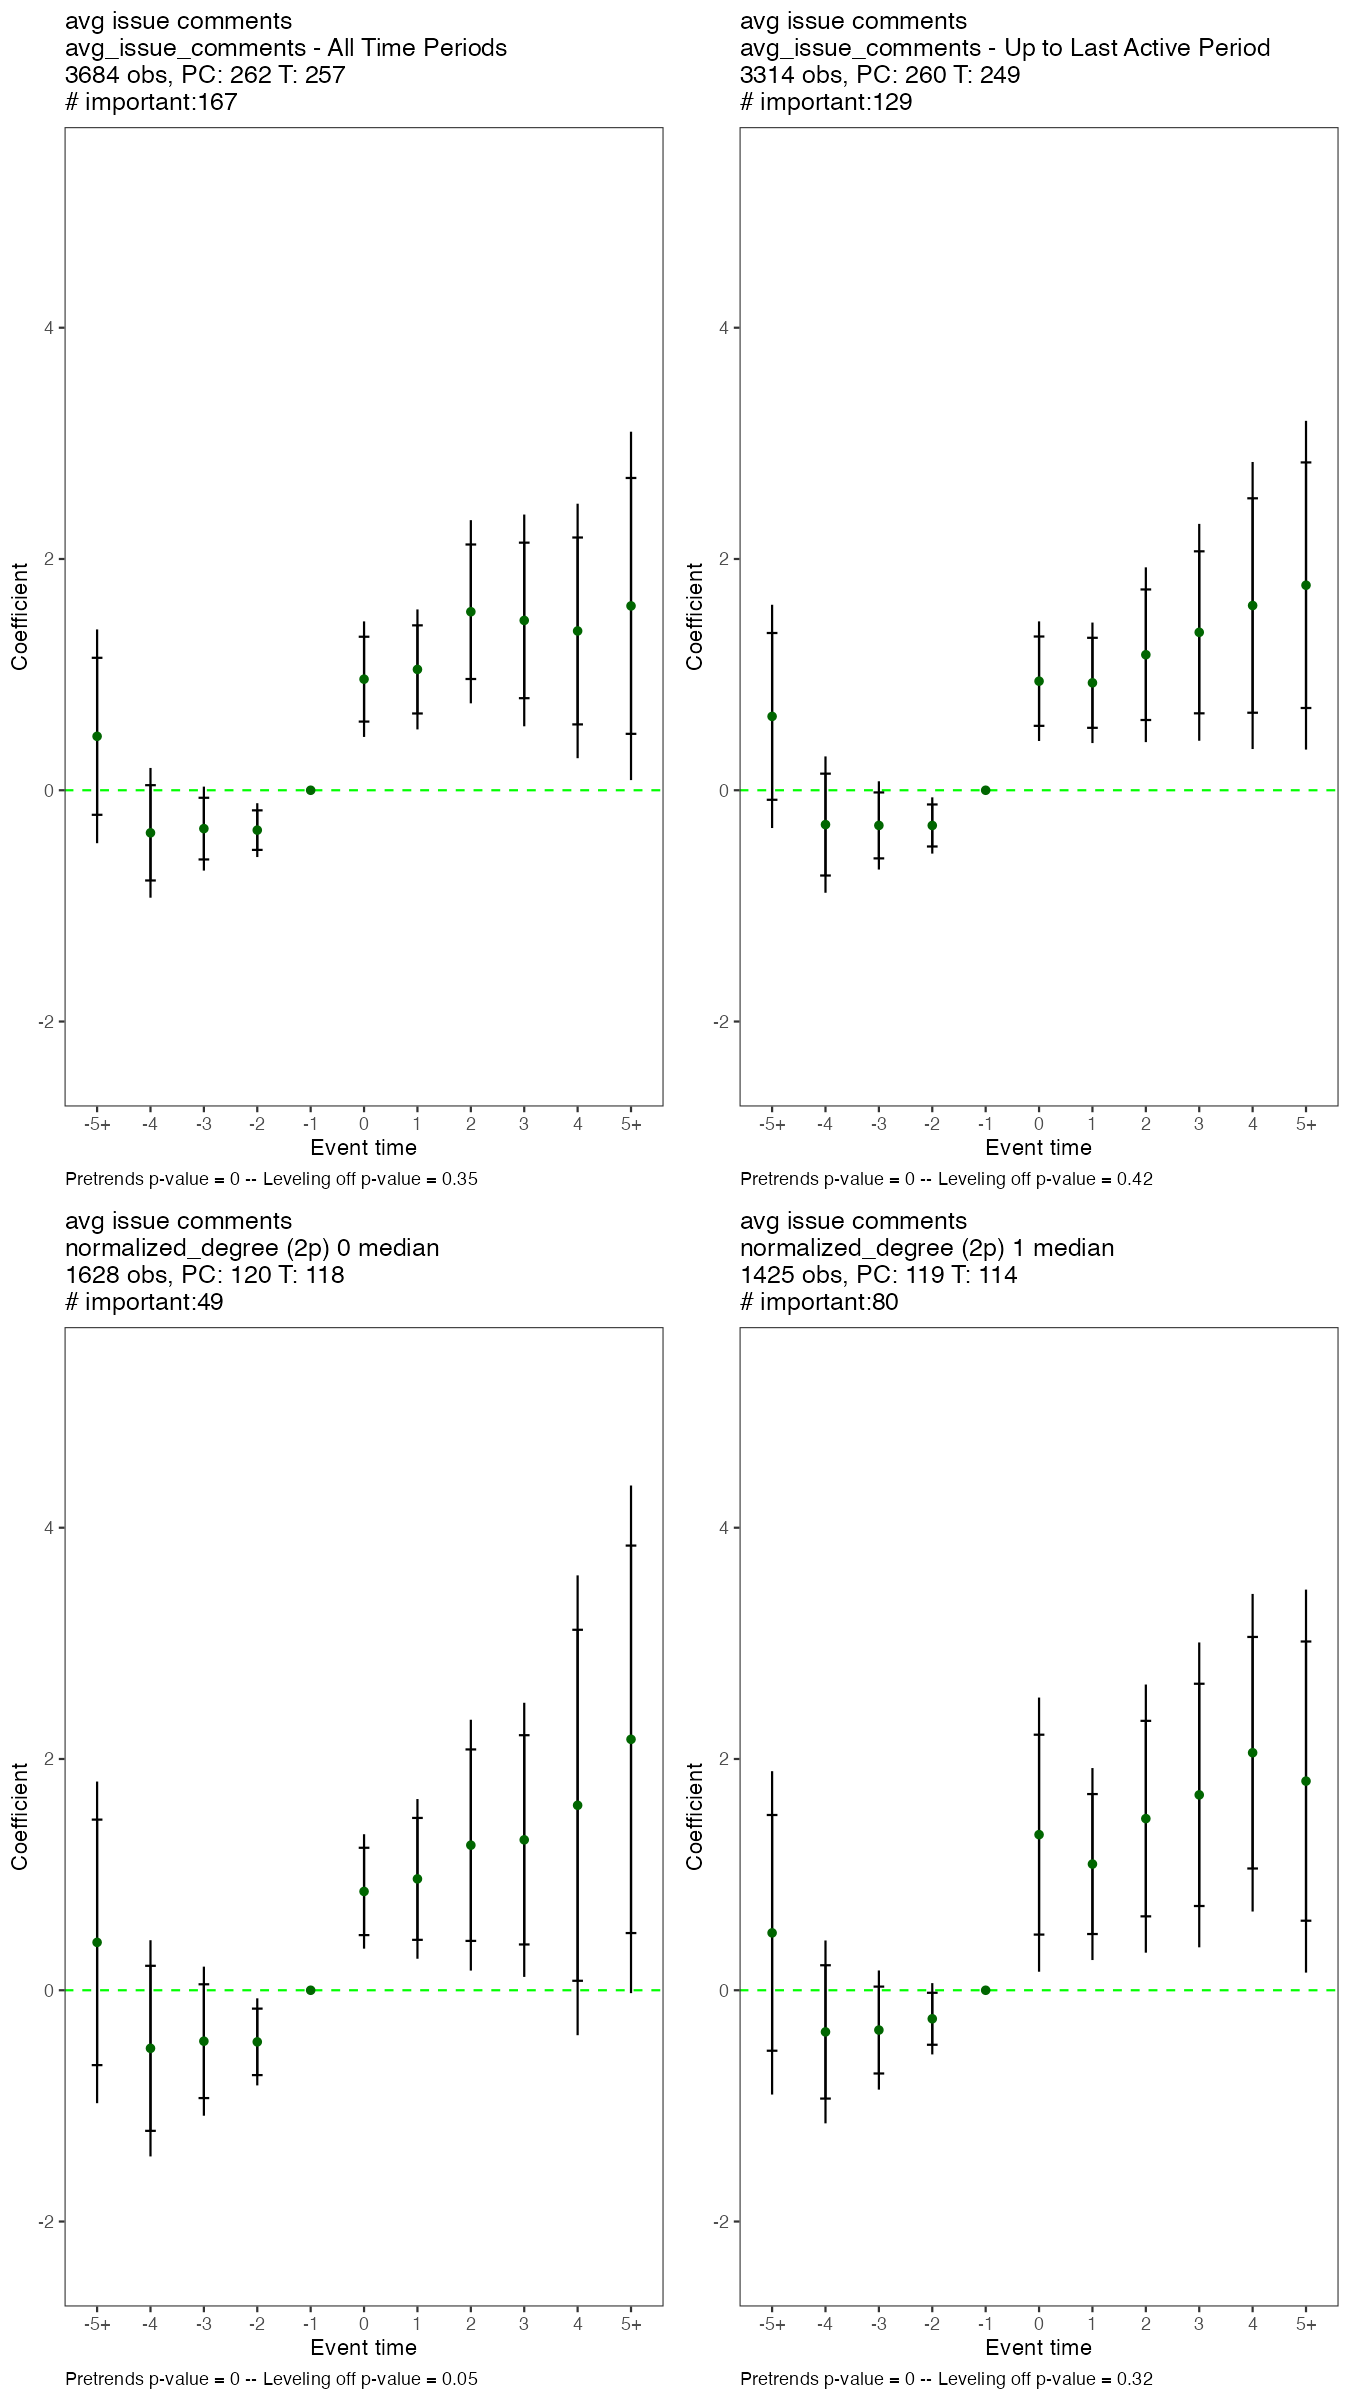 avg issue comments
avg_issue_comments - All Time Periods
3684 obs, PC: 262 T: 257
# important:167
Coefficient
4
2
0
-2
-5+ -4 -3 -2 -1 0 1 2 3 4 5+
Event time
Pretrends p-value = 0 -- Leveling off p-value = 0.35
avg issue comments
avg_issue_comments - Up to Last Active Period
3314 obs, PC: 260 T: 249
# important:129
Coefficient
4
2
0
-2
-5+ -4 -3 -2 -1 0 1 2 3 4 5+
Event time
Pretrends p-value = 0 -- Leveling off p-value = 0.42
avg issue comments
normalized_degree (2p) 0 median
1628 obs, PC: 120 T: 118
# important:49
Coefficient
4
2
0
-2
-5+ -4 -3 -2 -1 0 1 2 3 4 5+
Event time
Pretrends p-value = 0 -- Leveling off p-value = 0.05
avg issue comments
normalized_degree (2p) 1 median
1425 obs, PC: 119 T: 114
# important:80
Coefficient
4
2
0
-2
-5+ -4 -3 -2 -1 0 1 2 3 4 5+
Event time
Pretrends p-value = 0 -- Leveling off p-value = 0.32